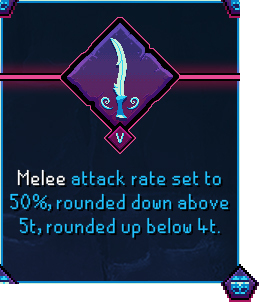 V
Melee attack rate set to
50%, rounded down above
5t, rounded up below 4t.